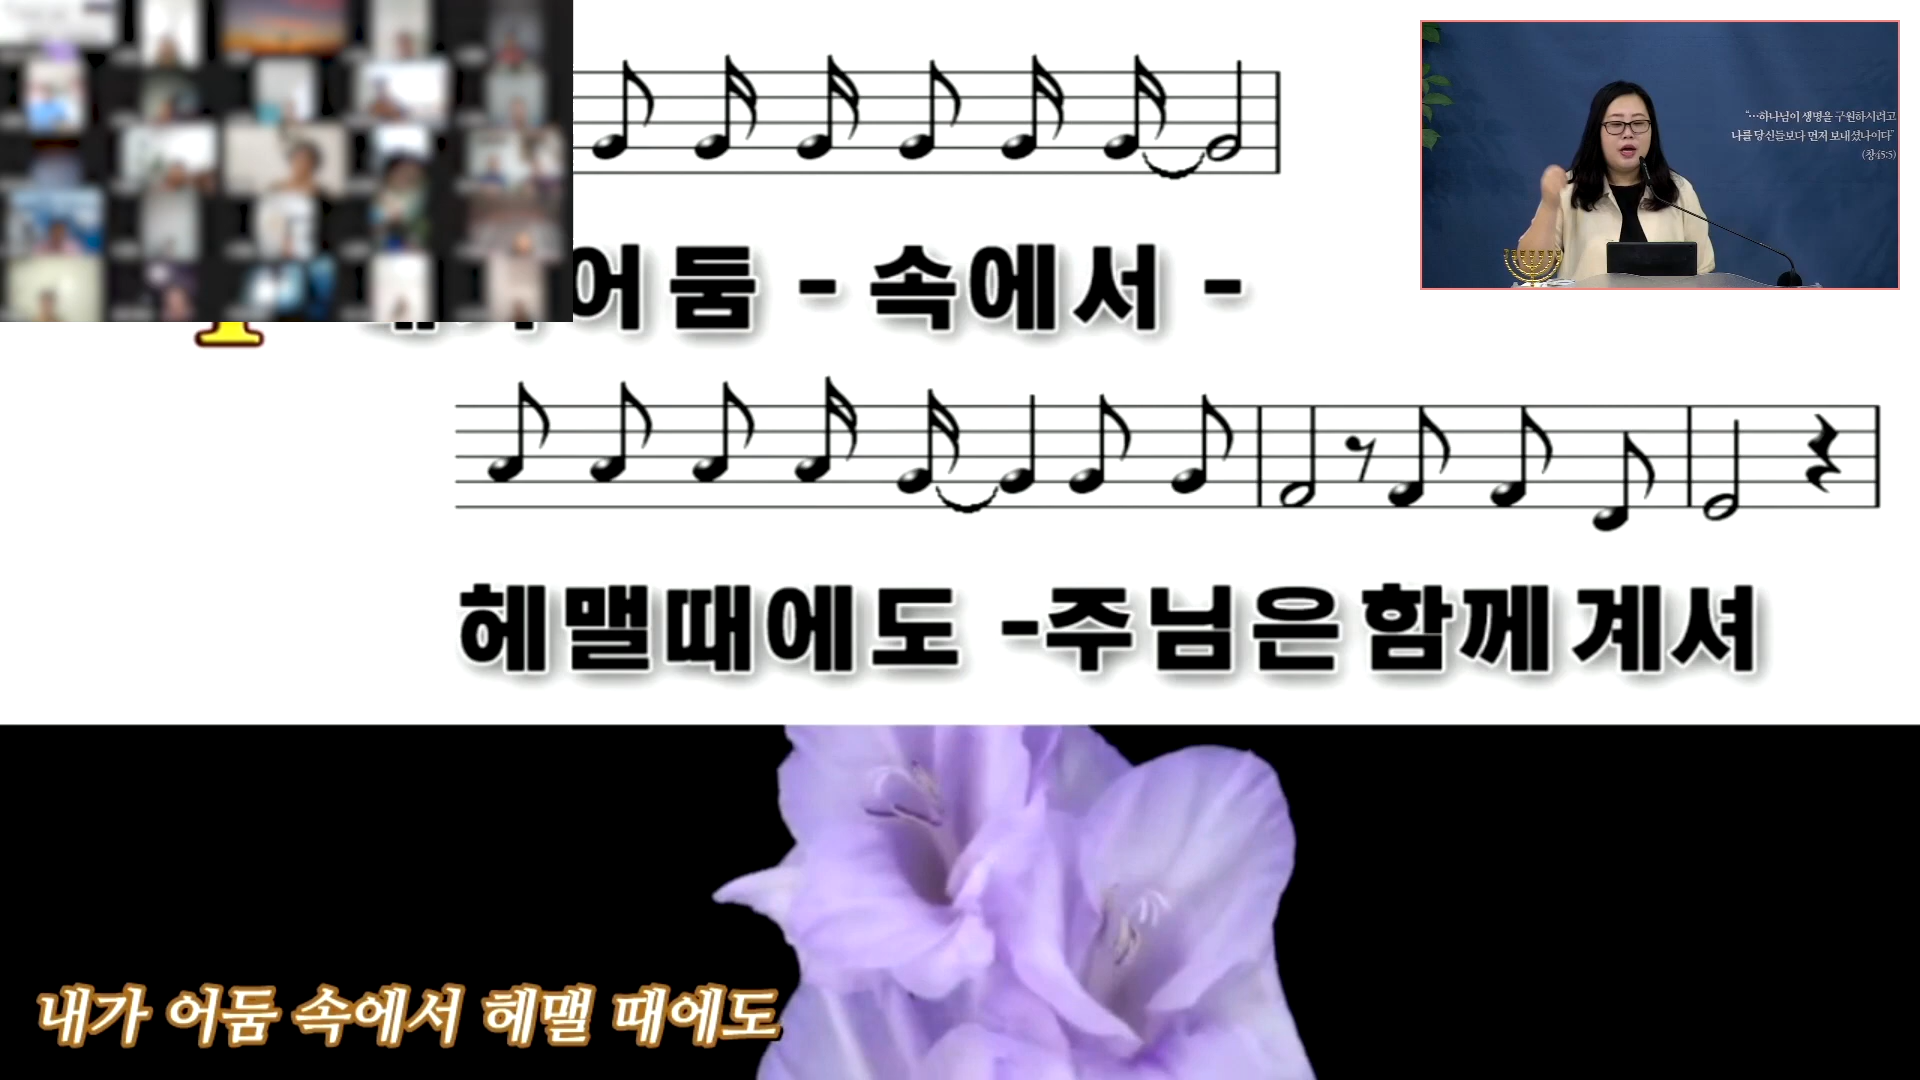 어둠 - 속에서 -
헤맬때에도 -주님은함께계셔
내가 어둠 속에서 헤맬 때에도
“…하나님이 생명을 구원하시려고
나를 당신들보다 먼저 보내셨나이다”
(창45:5)